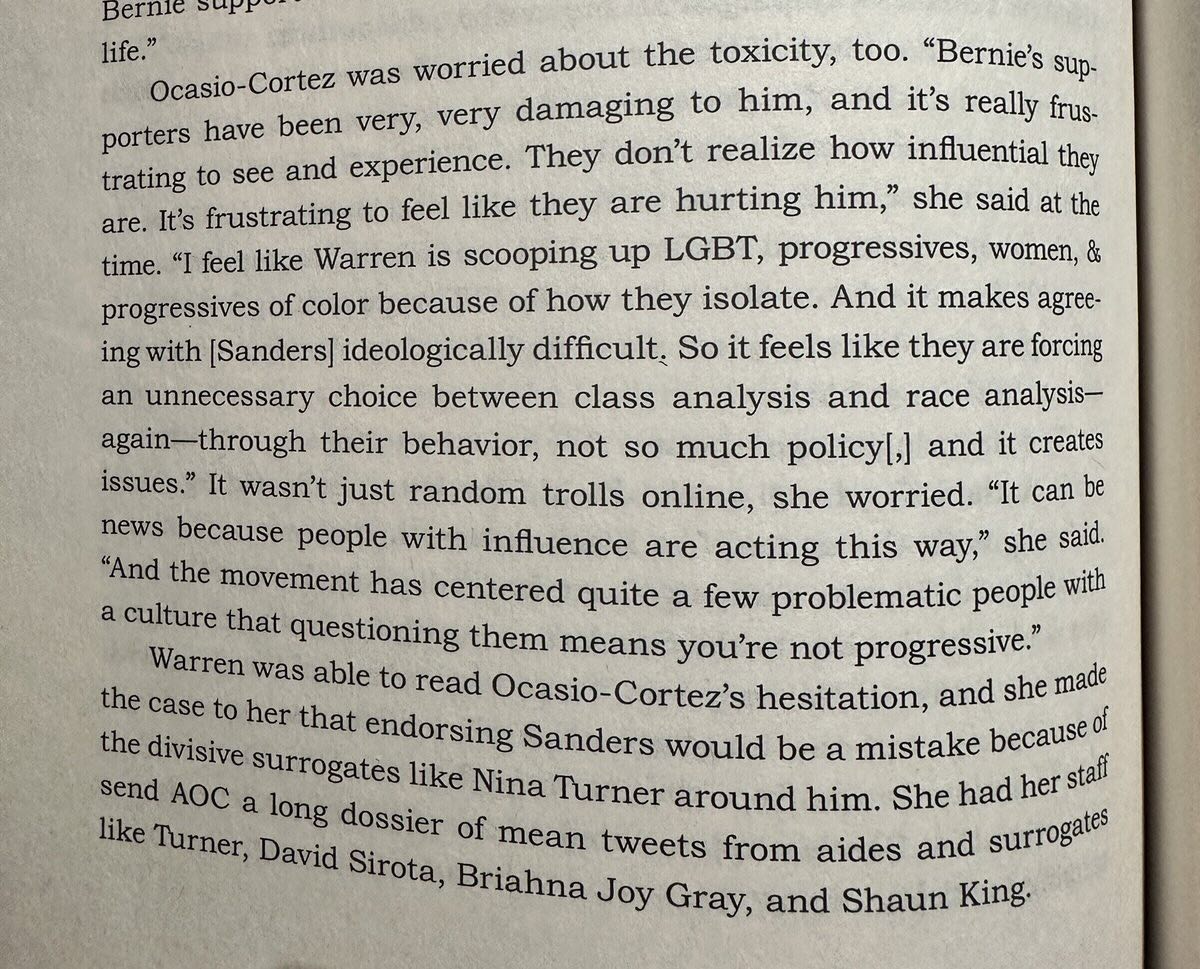 Bernie
life.”
Ocasio-Cortez was worried about the toxicity, too. “Bernie’s sup-
porters have been very, very damaging to him, and it’s really frus-
trating to see and experience. They don’t realize how influential they
are. It’s frustrating to feel like they are hurting him,” she said at the
time. “I feel like Warren is scooping up LGBT, progressives, women, &
progressives of color because of how they isolate. And it makes agree-
ing with [Sanders] ideologically difficult. So it feels like they are forcing
an unnecessary choice between class analysis and race analysis—
again—through their behavior, not so much policy[,] and it creates
issues.” It wasn’t just random trolls online, she worried. “It can be
news because people with influence are acting this way,” she said.
“And the movement has centered quite a few problematic people with
a culture that questioning them means you’re not progressive.”
Warren was able to read Ocasio-Cortez’s hesitation, and she made
the case to her that endorsing Sanders would be a mistake because of
the divisive surrogates like Nina Turner around him. She had her staff
send AOC a long dossier of mean tweets from aides and surrogates
like Turner, David Sirota, Briahna Joy Gray, and Shaun King.